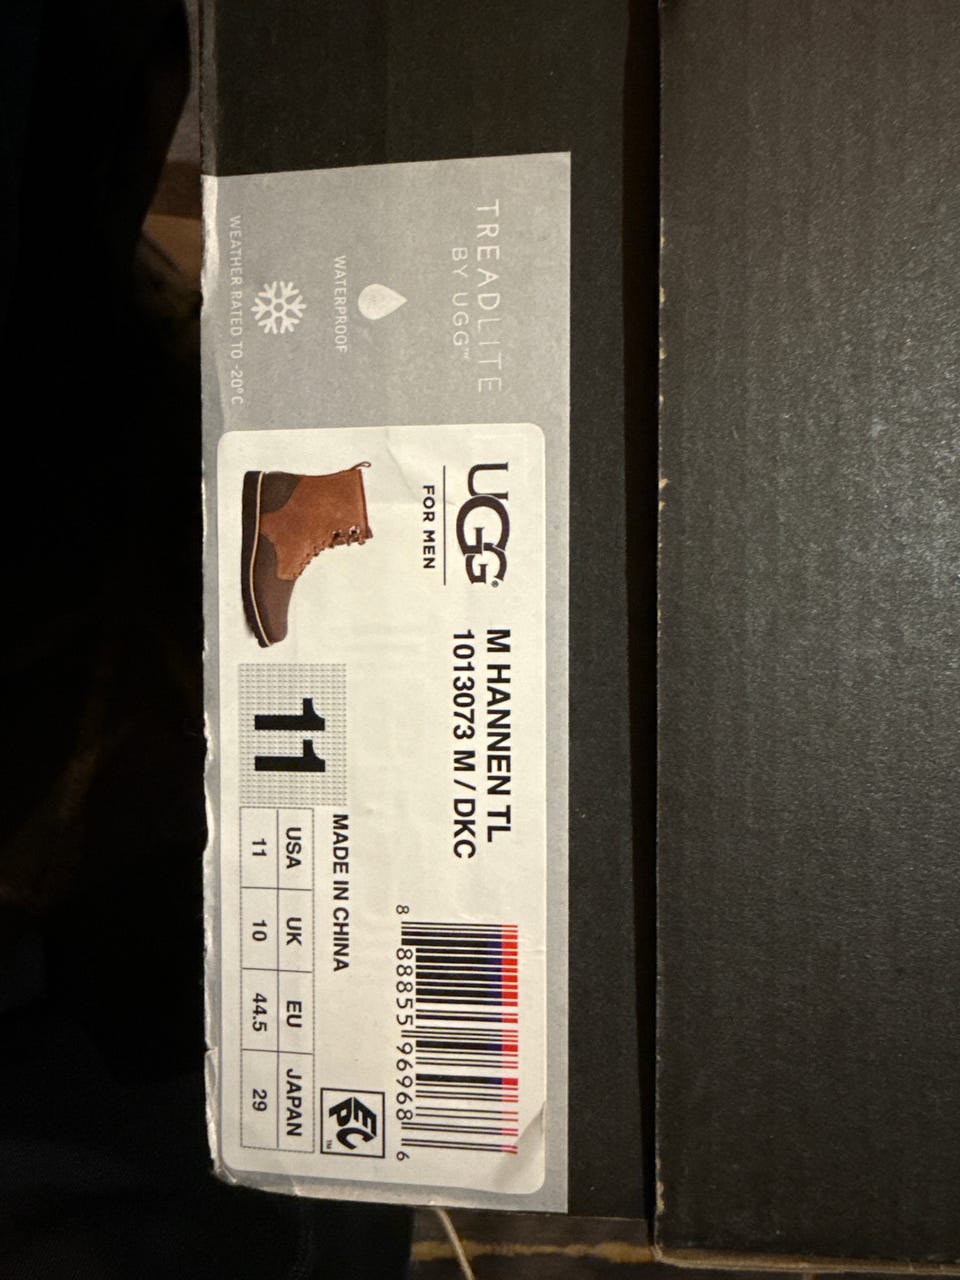 TREADLITE
BY UGG™
WATERPROOF
WEATHER RATED TO -20°C
UGG®
FOR MEN
M HANNEN TL
1013073 M / DKC
11
MADE IN CHINA
USA UK EU JAPAN
11 10 44.5 29
8 88855 96968 6
ECP™